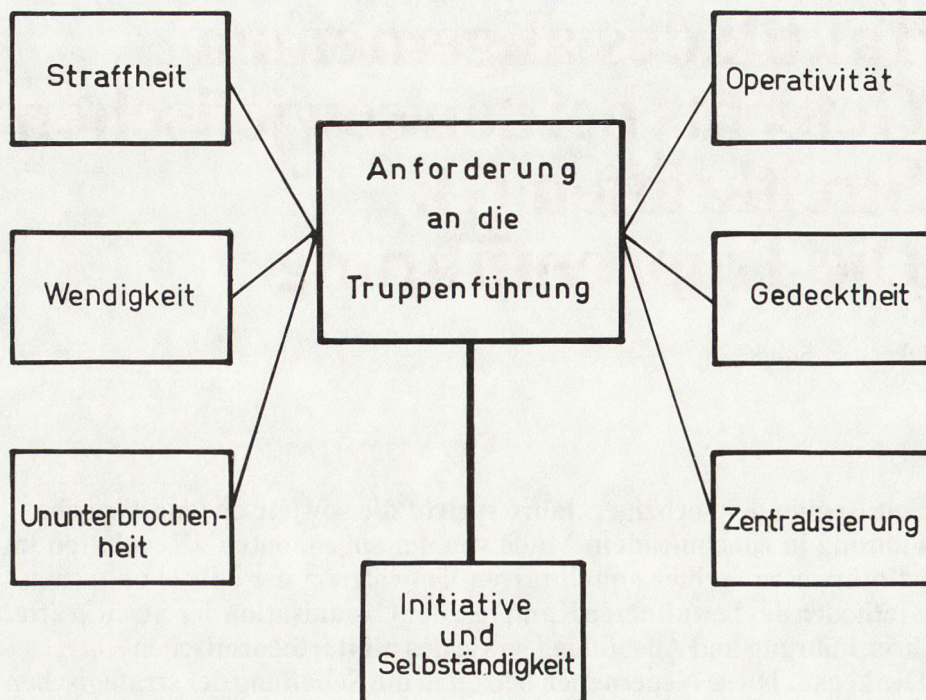 Straffheit
Operativität
Anforderung
an die
Truppenführung
Wendigkeit
Gedecktheit
Ununterbrochen-
heit
Zentralisierung
Initiative
und
Selbständigkeit